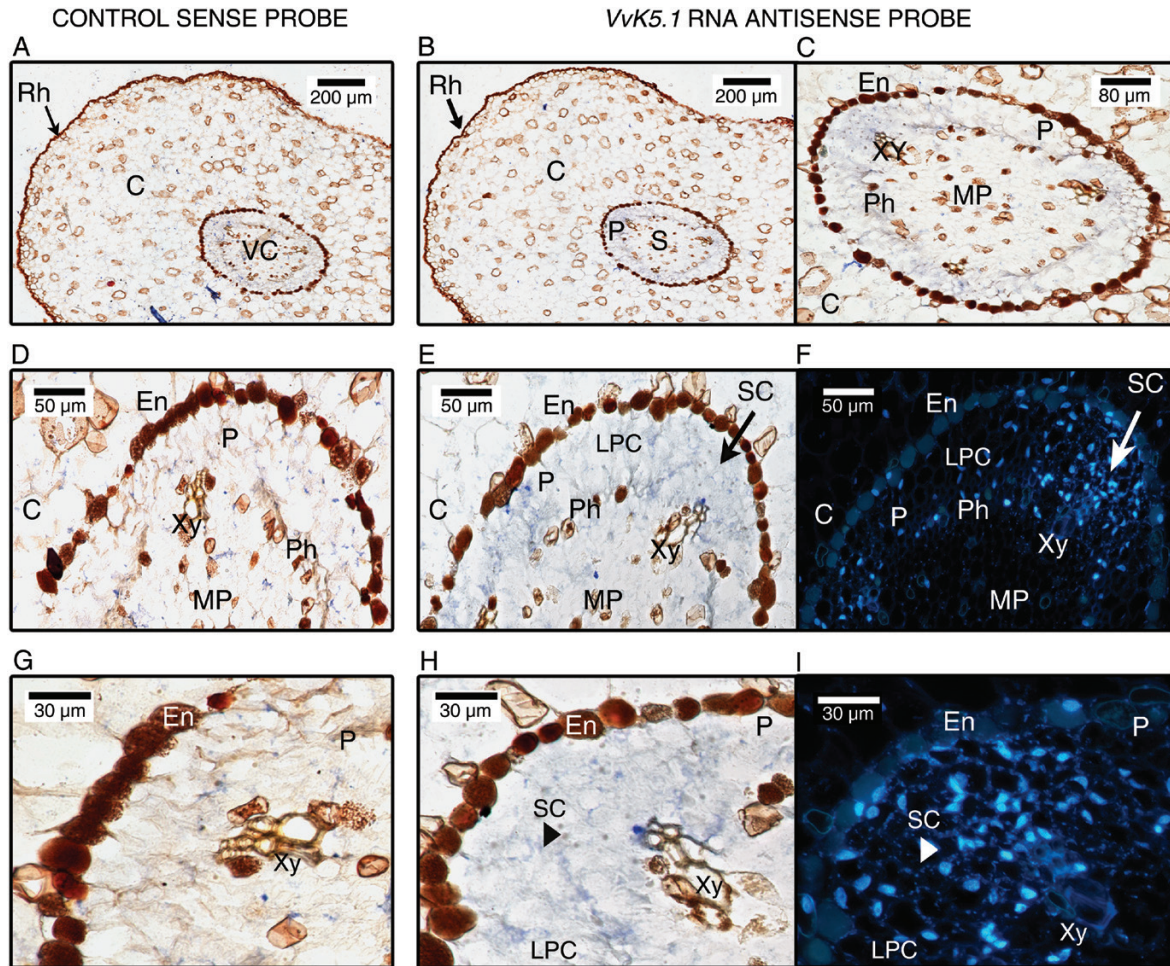 CONTROL SENSE PROBE
VvK5.1 RNA ANTISENSE PROBE
A
Rh
200 µm
C
VC
B
Rh
200 µm
C
P
S
C
En
80 µm
P
XY
Ph
MP
C
D
50 µm
En
P
C
Xy
Ph
MP
E
50 µm
En
SC
LPC
P
C
Ph
Xy
MP
F
50 µm
SC
En
LPC
C
P
Ph
Xy
MP
G
30 µm
En
P
Xy
H
30 µm
En
P
SC
Xy
LPC
I
30 µm
En
P
SC
LPC
Xy